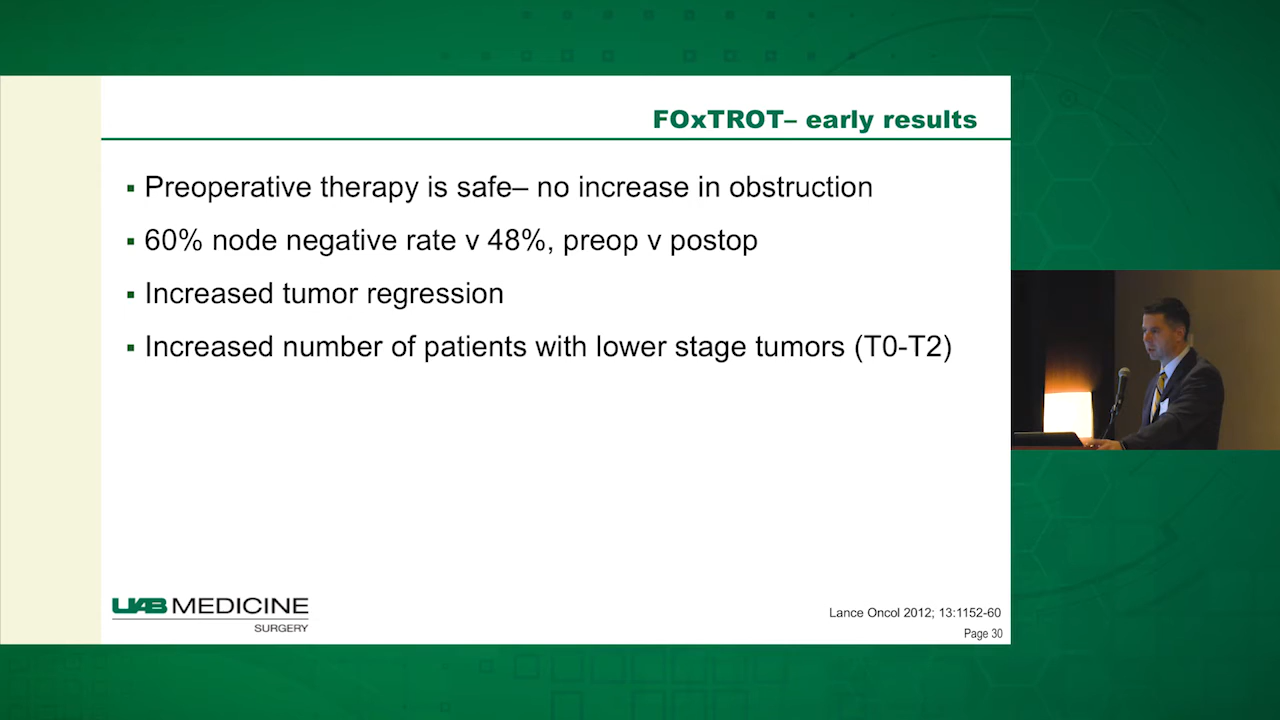 FOxTROT– early results
▪ Preoperative therapy is safe– no increase in obstruction
▪ 60% node negative rate v 48%, preop v postop
▪ Increased tumor regression
▪ Increased number of patients with lower stage tumors (T0-T2)
UAB MEDICINE
SURGERY
Lance Oncol 2012; 13:1152-60
Page 30